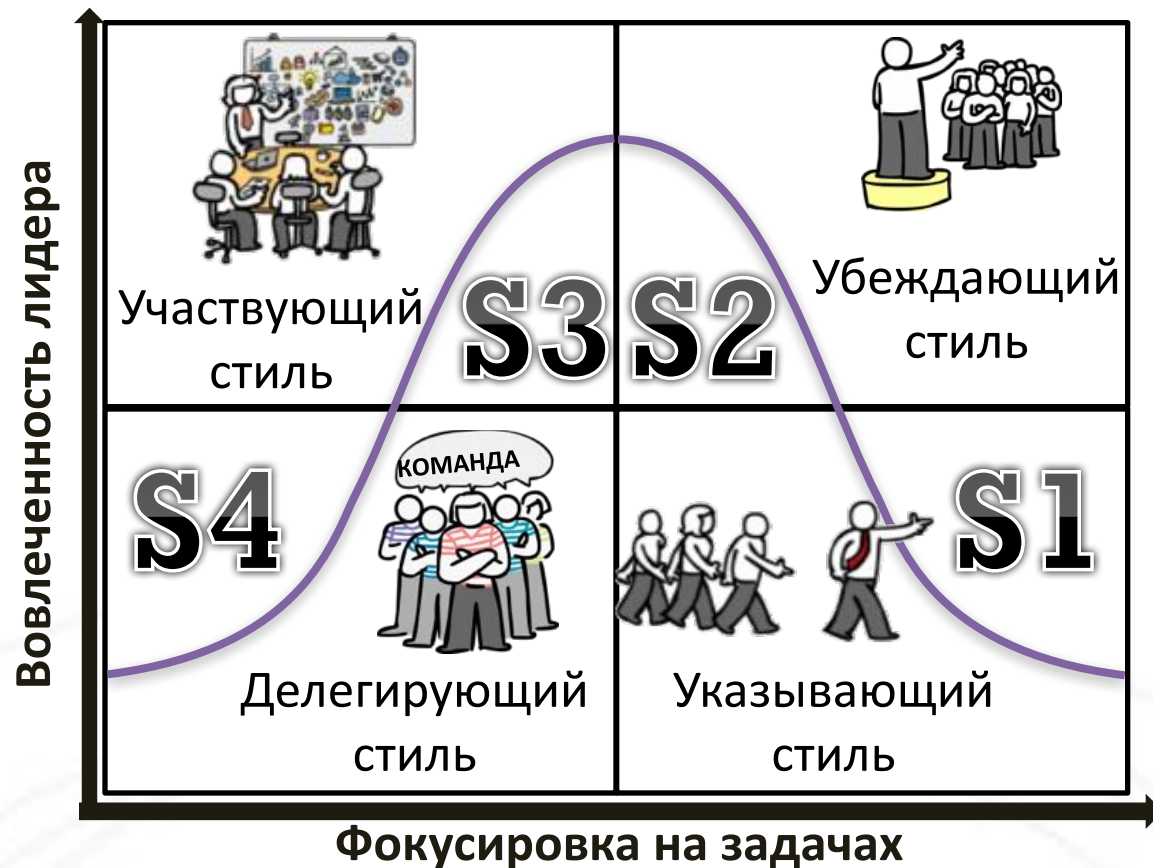 Вовлеченность лидера
Участвующий
стиль
S3
S2
Убеждающий
стиль
S4
КОМАНДА
Делегирующий
стиль
S1
Указывающий
стиль
Фокусировка на задачах